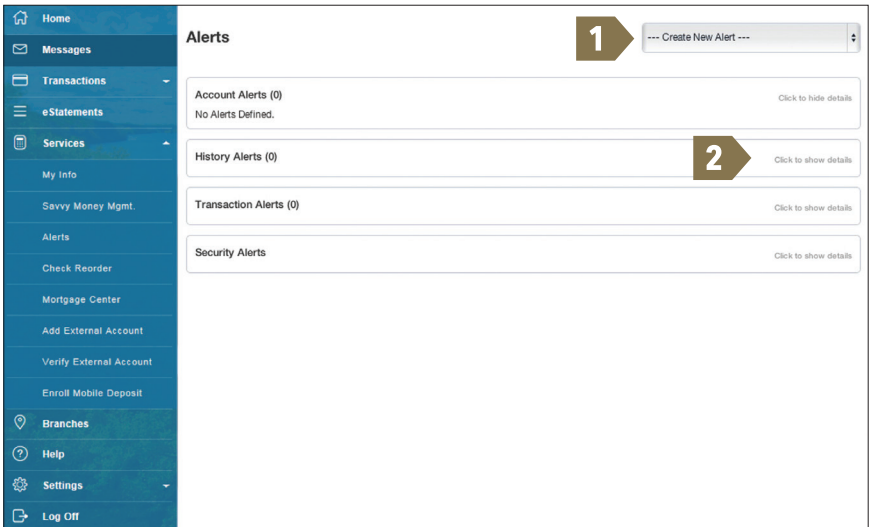 Home
Messages
Transactions
eStatements
Services
My Info
Savvy Money Mgmt.
Alerts
Check Reorder
Mortgage Center
Add External Account
Verify External Account
Enroll Mobile Deposit
Branches
Help
Settings
Log Off
Alerts
1
--- Create New Alert ---
Account Alerts (0)
Click to hide details
No Alerts Defined.
History Alerts (0)
2
Click to show details
Transaction Alerts (0)
Click to show details
Security Alerts
Click to show details